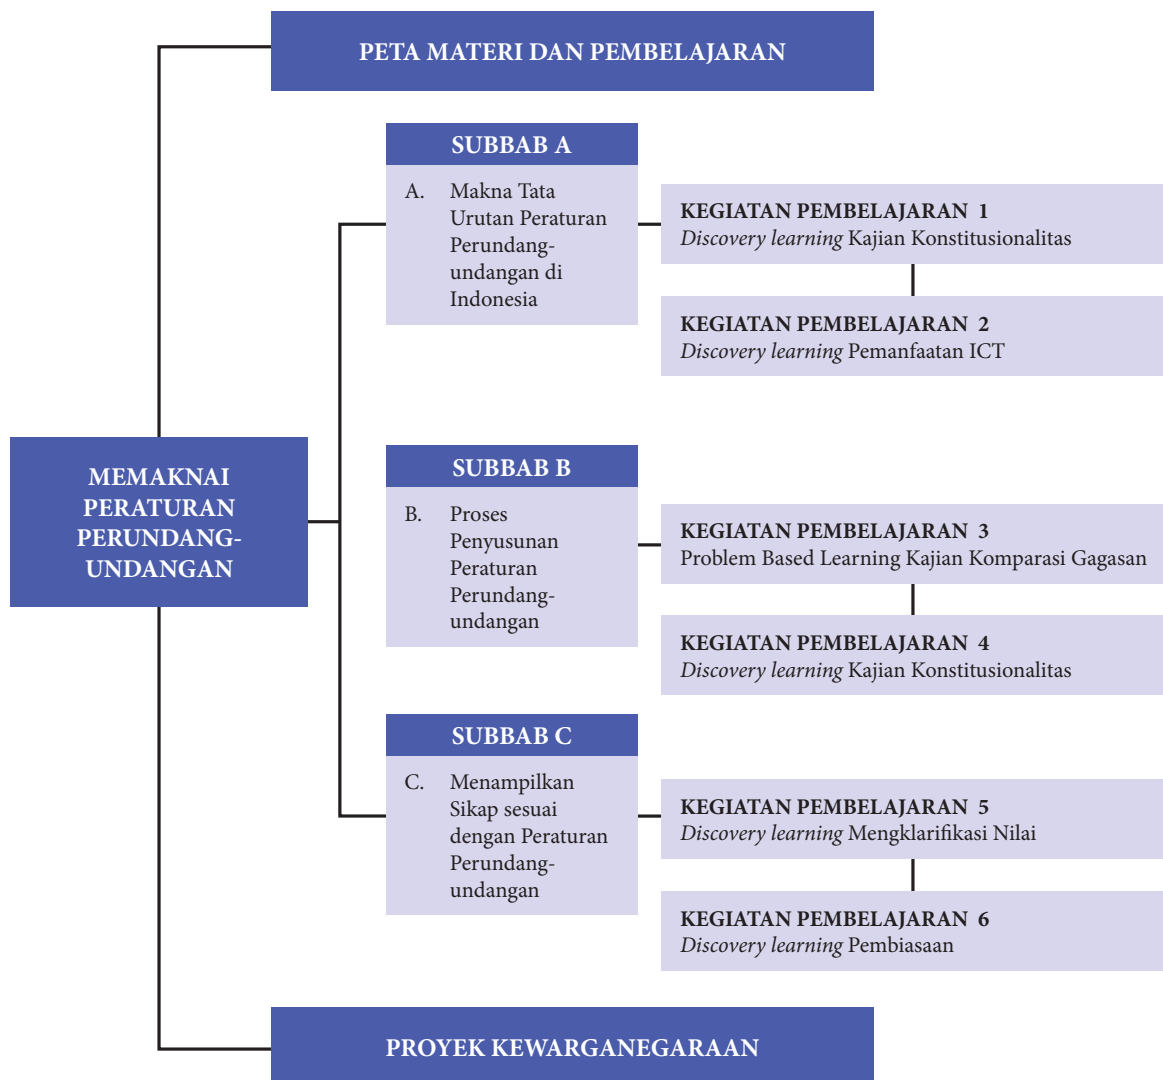 PETA MATERI DAN PEMBELAJARAN
MEMAKNAI
PERATURAN
PERUNDANG-
UNDANGAN
SUBBAB A
A. Makna Tata
Urutan Peraturan
Perundang-
undangan di
Indonesia
KEGIATAN PEMBELAJARAN 1
Discovery learning Kajian Konstitusionalitas
KEGIATAN PEMBELAJARAN 2
Discovery learning Pemanfaatan ICT
SUBBAB B
B. Proses
Penyusunan
Peraturan
Perundang-
undangan
KEGIATAN PEMBELAJARAN 3
Problem Based Learning Kajian Komparasi Gagasan
KEGIATAN PEMBELAJARAN 4
Discovery learning Kajian Konstitusionalitas
SUBBAB C
C. Menampilkan
Sikap sesuai
dengan Peraturan
Perundang-
undangan
KEGIATAN PEMBELAJARAN 5
Discovery learning Mengklarifikasi Nilai
KEGIATAN PEMBELAJARAN 6
Discovery learning Pembiasaan
PROYEK KEWARGANEGARAAN